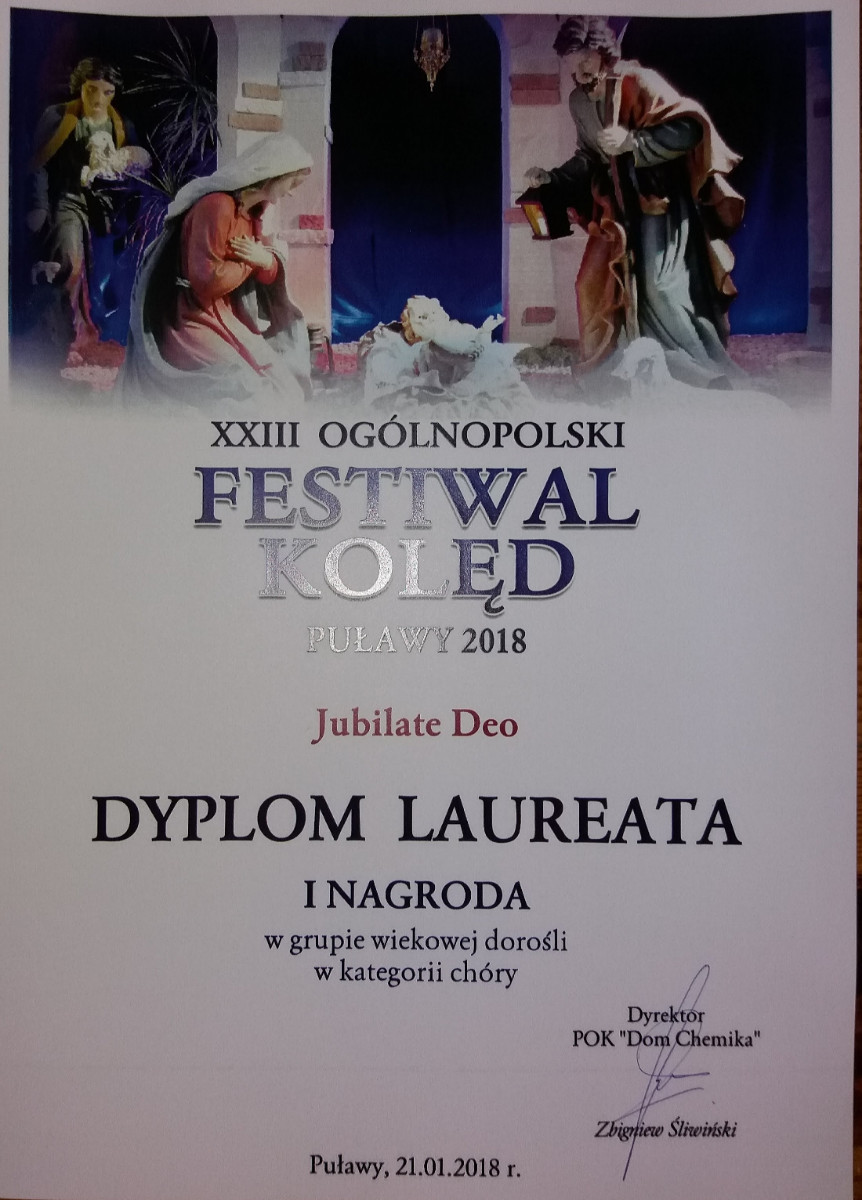 XXIII OGÓLNOPOLSKI
FESTIWAL
KOLĘD
PUŁAWY 2018
Jubilate Deo
DYPLOM LAUREATA
I NAGRODA
w grupie wiekowej dorośli
w kategorii chóry
Dyrektor
POK "Dom Chemika"
Zbigniew Śliwiński
Puławy, 21.01.2018 r.